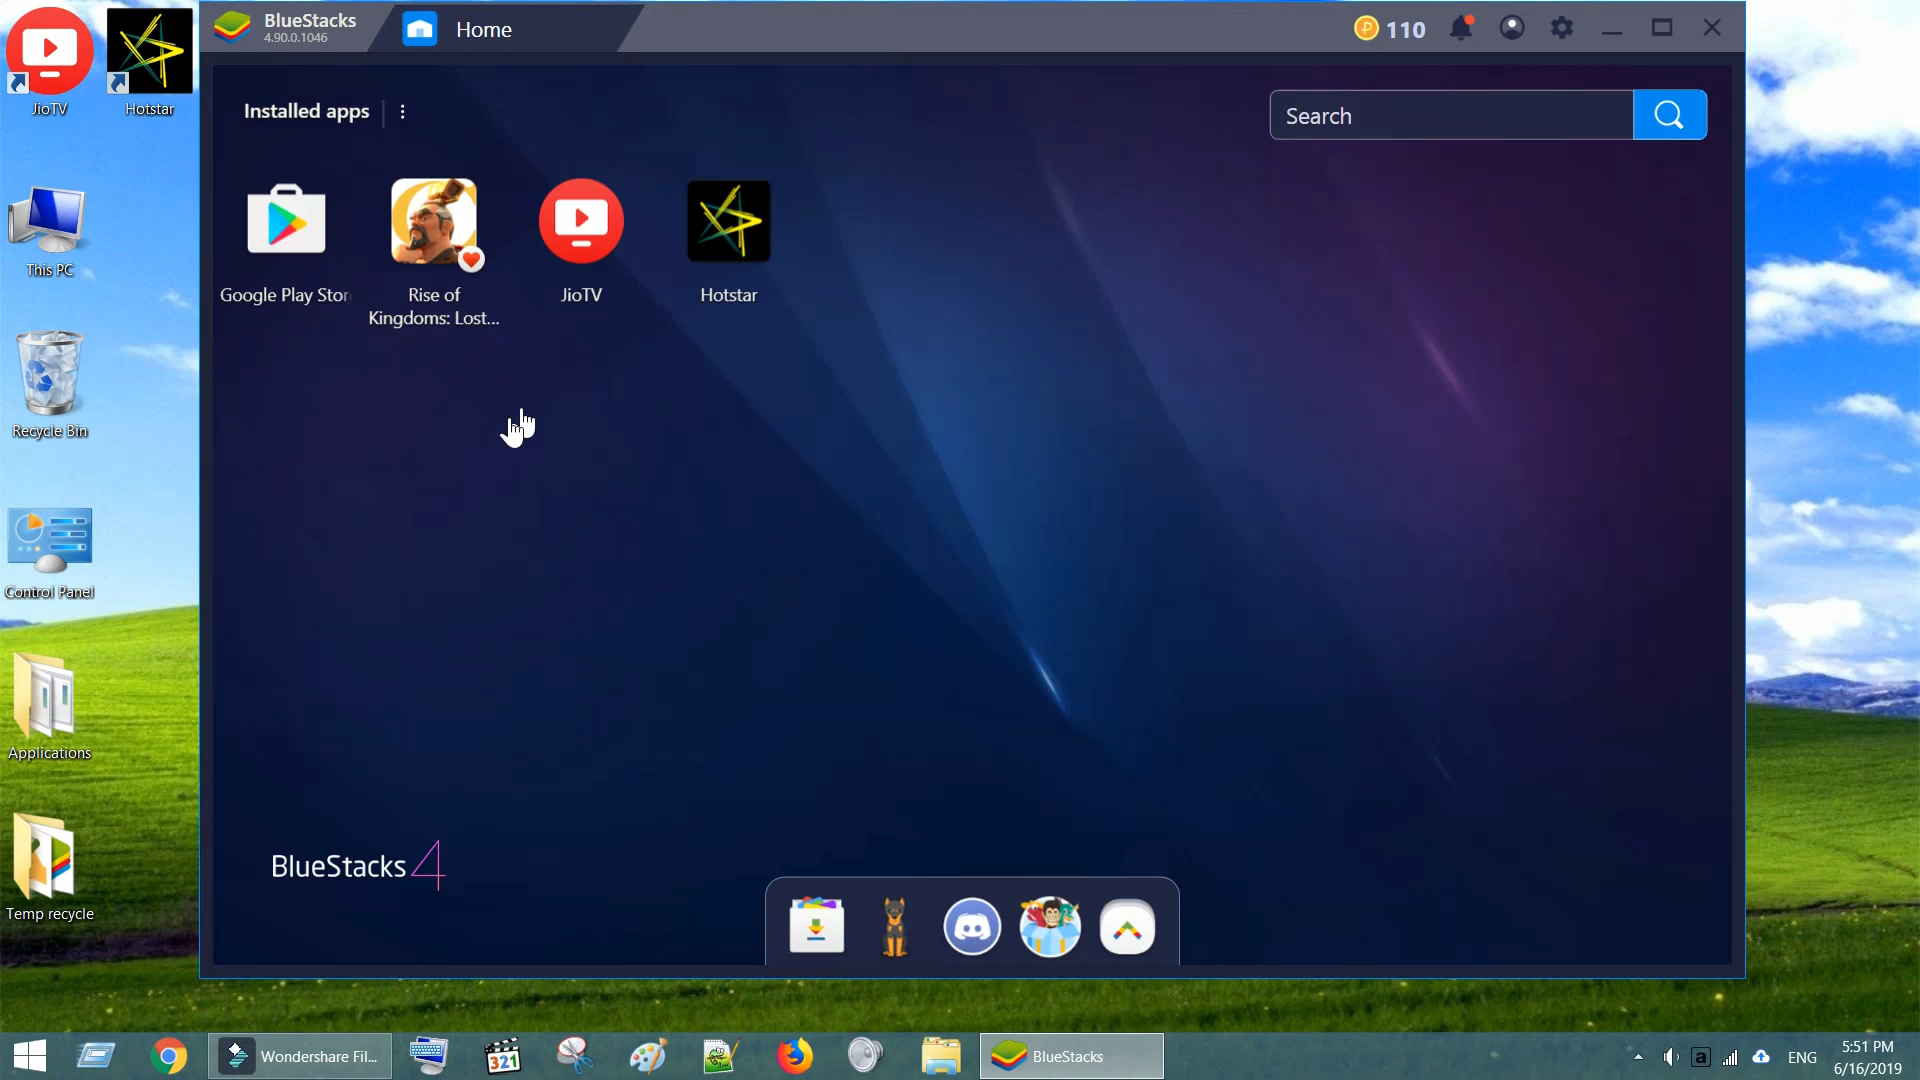 BlueStacks
4.90.0.1046
Home
110
JioTV
Hotstar
Installed apps
Search
Google Play Stor
Rise of
Kingdoms: Lost...
JioTV
Hotstar
This PC
Recycle Bin
Control Panel
Applications
Temp recycle
BlueStacks 4
Wondershare Fil...
321
BlueStacks
a
ENG
5:51 PM
6/16/2019